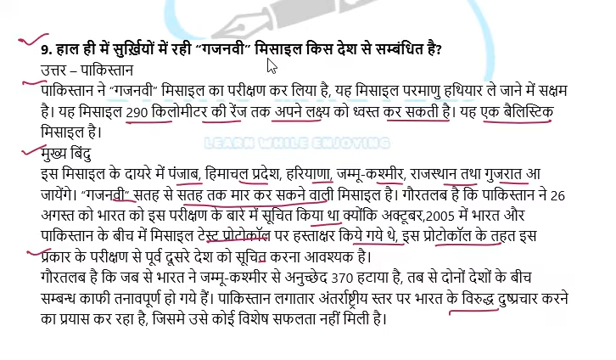 9. हाल ही में सुर्ख़ियों में रही "गजनवी" मिसाइल किस देश से सम्बंधित है?
उत्तर – पाकिस्तान
पाकिस्तान ने "गजनवी" मिसाइल का परीक्षण कर लिया है, यह मिसाइल परमाणु हथियार ले जाने में सक्षम
है। यह मिसाइल 290 किलोमीटर की रेंज तक अपने लक्ष्य को ध्वस्त कर सकती है। यह एक बैलिस्टिक
मिसाइल है।
LEARN WHILE ENJOYING
मुख्य बिंदु
इस मिसाइल के दायरे में पंजाब, हिमाचल प्रदेश, हरियाणा, जम्मू-कश्मीर, राजस्थान तथा गुजरात आ
जायेंगे। "गजनवी" सतह से सतह तक मार कर सकने वाली मिसाइल है। गौरतलब है कि पाकिस्तान ने 26
अगस्त को भारत को इस परीक्षण के बारे में सूचित किया था क्योंकि अक्टूबर,2005 में भारत और
पाकिस्तान के बीच में मिसाइल टेस्ट प्रोटोकॉल पर हस्ताक्षर किये गये थे, इस प्रोटोकॉल के तहत इस
प्रकार के परीक्षण से पूर्व दूसरे देश को सूचित करना आवश्यक है।
गौरतलब है कि जब से भारत ने जम्मू-कश्मीर से अनुच्छेद 370 हटाया है, तब से दोनों देशों के बीच
सम्बन्ध काफी तनावपूर्ण हो गये हैं। पाकिस्तान लगातार अंतर्राष्ट्रीय स्तर पर भारत के विरुद्ध दुष्प्रचार करने
का प्रयास कर रहा है, जिसमे उसे कोई विशेष सफलता नहीं मिली है।